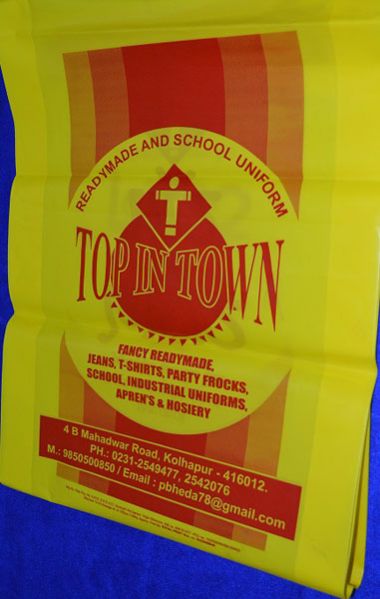 READYMADE AND SCHOOL UNIFORM
T
TOP IN TOWN
FANCY READYMADE,
JEANS, T-SHIRTS, PARTY FROCKS,
SCHOOL, INDUSTRIAL UNIFORMS,
APREN'S & HOSIERY
4 B Mahadwar Road, Kolhapur - 416012.
PH.: 0231-2549477, 2542076
M.: 9850500850 / Email : pbheda78@gmail.com